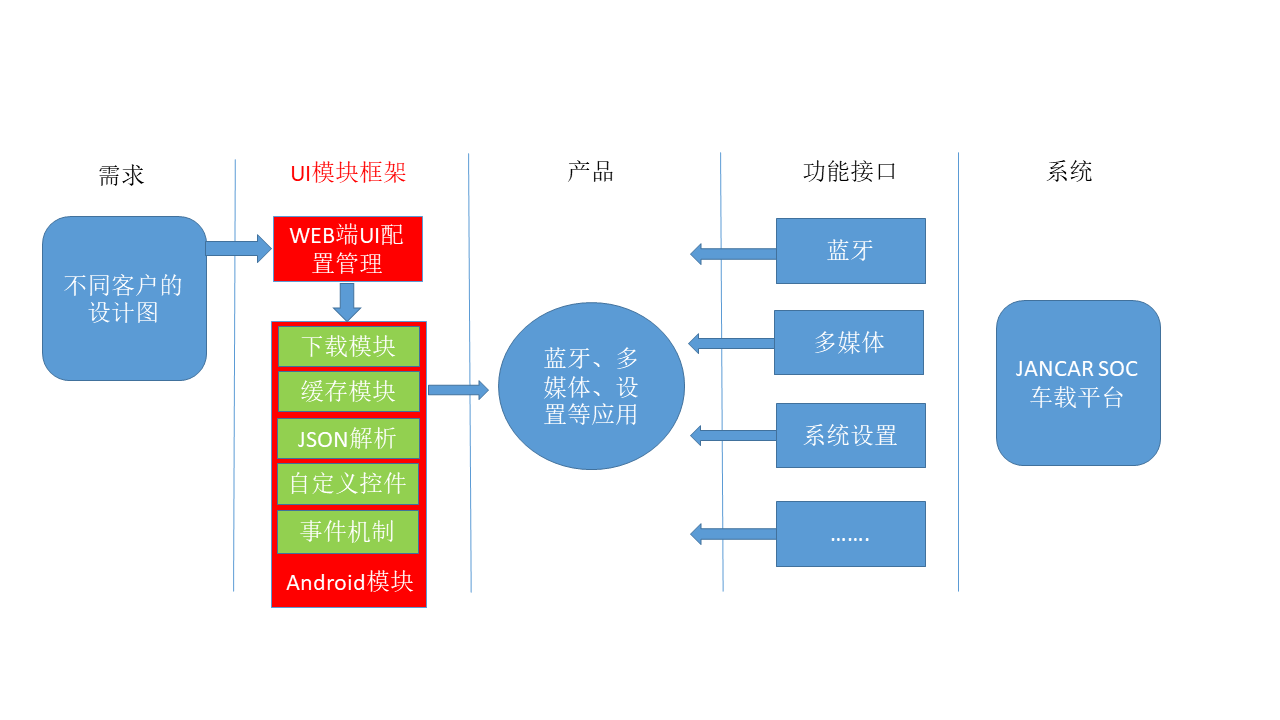 需求
UI模块框架
产品
功能接口
系统
不同客户的
设计图
WEB端UI配
置管理
下载模块
缓存模块
JSON解析
自定义控件
事件机制
Android模块
蓝牙、多
媒体、设
置等应用
蓝牙
多媒体
系统设置
…….
JANCAR SOC
车载平台